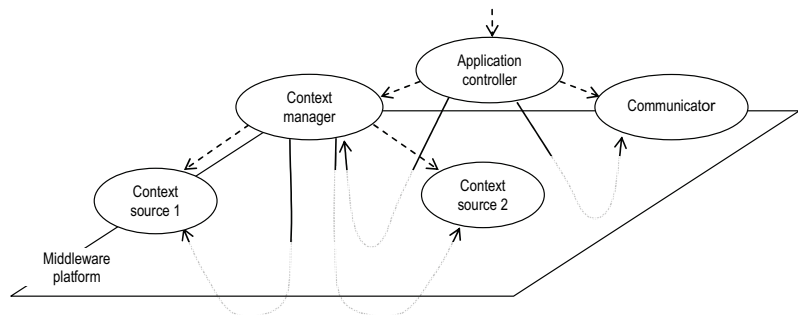 Application
controller
Context
manager
Communicator
Context
source 1
Context
source 2
Middleware
platform